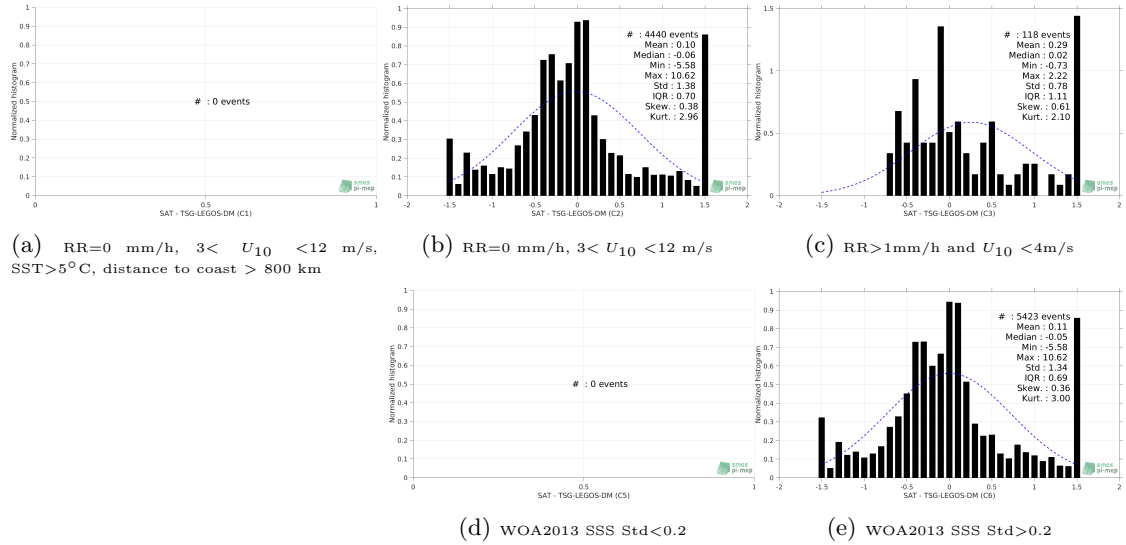 Normalized histogram
1
0.9
0.8
0.7
0.6
0.5
0.4
0.3
0.2
0.1
0
# : 0 events
smos
pi-mep
0 0.5 1
SAT - TSG-LEGOS-DM (C1)
(a) RR=0 mm/h, 3< U10 <12 m/s,
SST>5°C, distance to coast > 800 km
Normalized histogram
1
0.9
0.8
0.7
0.6
0.5
0.4
0.3
0.2
0.1
0
# : 4440 events
Mean : 0.10
Median : -0.06
Min : -5.58
Max : 10.62
Std : 1.38
IQR : 0.70
Skew. : 0.38
Kurt. : 2.96
smos
pi-mep
-2 -1.5 -1 -0.5 0 0.5 1 1.5 2
SAT - TSG-LEGOS-DM (C2)
(b) RR=0 mm/h, 3< U10 <12 m/s
Normalized histogram
1.5
1
0.5
0
# : 118 events
Mean : 0.29
Median : 0.02
Min : -0.73
Max : 2.22
Std : 0.78
IQR : 1.11
Skew. : 0.61
Kurt. : 2.10
smos
pi-mep
-2 -1.5 -1 -0.5 0 0.5 1 1.5 2
SAT - TSG-LEGOS-DM (C3)
(c) RR>1mm/h and U10 <4m/s
Normalized histogram
1
0.9
0.8
0.7
0.6
0.5
0.4
0.3
0.2
0.1
0
# : 0 events
smos
pi-mep
0 0.5 1
SAT - TSG-LEGOS-DM (C5)
(d) WOA2013 SSS Std<0.2
Normalized histogram
1
0.9
0.8
0.7
0.6
0.5
0.4
0.3
0.2
0.1
0
# : 5423 events
Mean : 0.11
Median : -0.05
Min : -5.58
Max : 10.62
Std : 1.34
IQR : 0.69
Skew. : 0.36
Kurt. : 3.00
smos
pi-mep
-2 -1.5 -1 -0.5 0 0.5 1 1.5 2
SAT - TSG-LEGOS-DM (C6)
(e) WOA2013 SSS Std>0.2